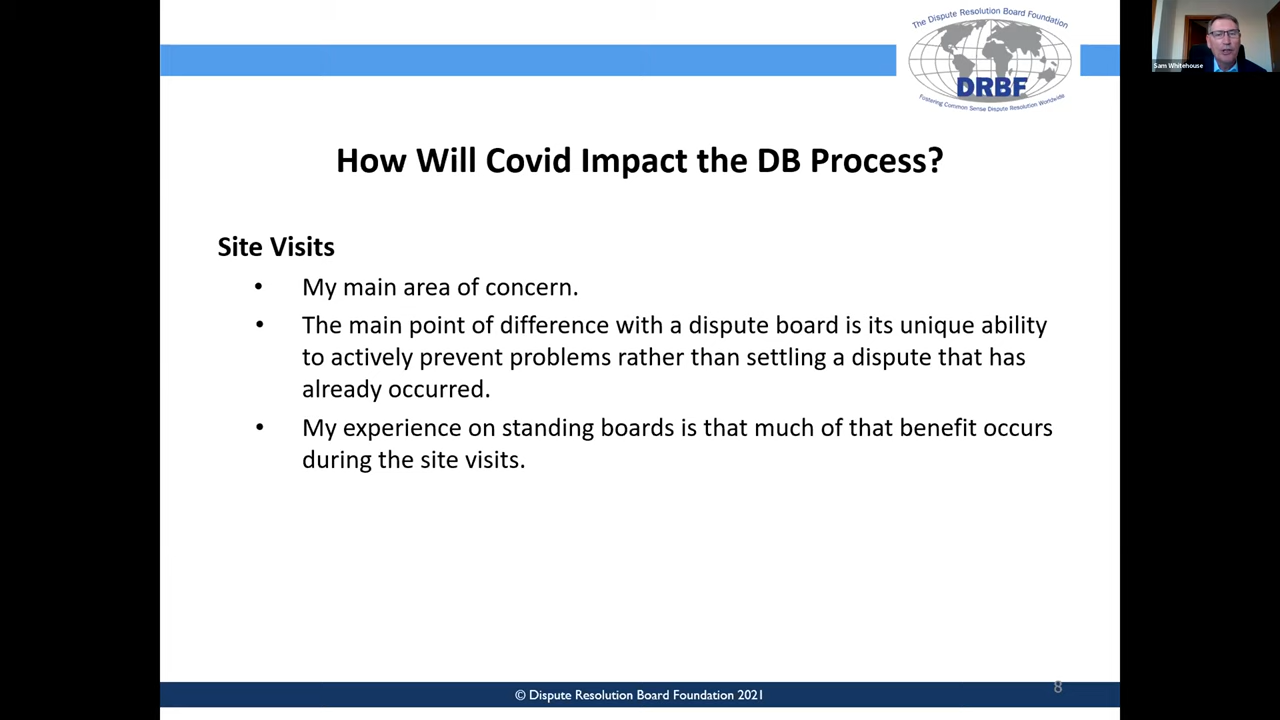 The Dispute Resolution Board Foundation
DRBF
Fostering Common Sense Dispute Resolution Worldwide
Sam Whitehouse
How Will Covid Impact the DB Process?
Site Visits
• My main area of concern.
• The main point of difference with a dispute board is its unique ability
to actively prevent problems rather than settling a dispute that has
already occurred.
• My experience on standing boards is that much of that benefit occurs
during the site visits.
© Dispute Resolution Board Foundation 2021
8